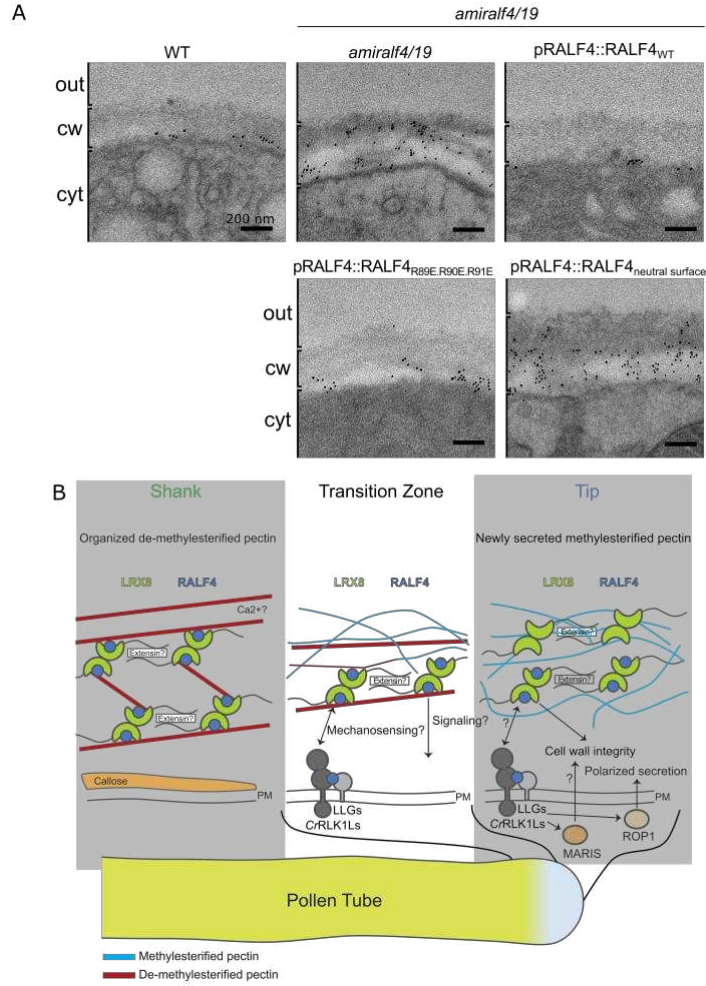 A
amiralf4/19
WT
amiralf4/19
pRALF4::RALF4WT
out
cw
cyt
200 nm
pRALF4::RALF4R89E.R90E.R91E
pRALF4::RALF4neutral surface
out
cw
cyt
B
Shank
Transition Zone
Tip
Organized de-methylesterified pectin
Newly secreted methylesterified pectin
LRX8
RALF4
LRX8
RALF4
LRX8
RALF4
Ca2+?
Extensin?
Extensin?
Extensin?
Extensin?
Extensin?
Extensin?
Mechanosensing?
Signaling?
?
Cell wall integrity
?
Polarized secretion
Callose
PM
PM
PM
LLGs
CrRLK1Ls
LLGs
CrRLK1Ls
MARIS
ROP1
Pollen Tube
Methylesterified pectin
De-methylesterified pectin